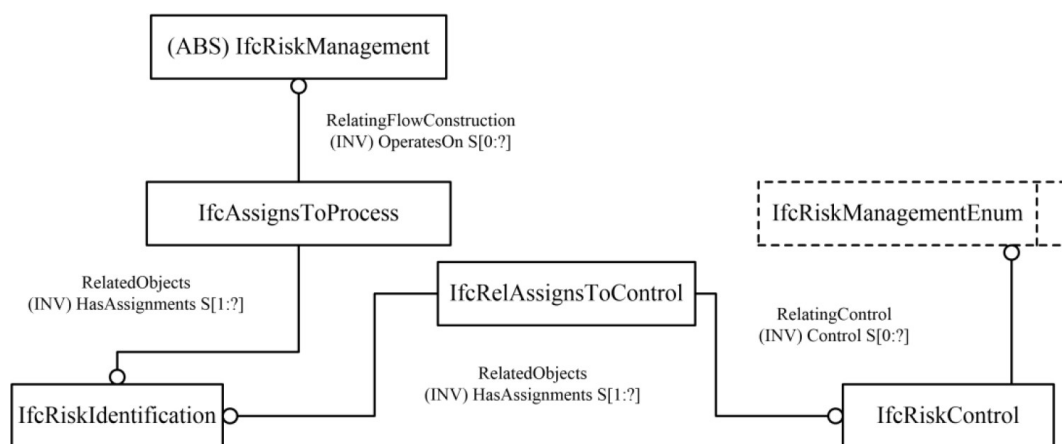 (ABS) IfcRiskManagement
RelatingFlowConstruction
(INV) OperatesOn S[0:?]
IfcAssignsToProcess
IfcRiskManagementEnum
RelatedObjects
(INV) HasAssignments S[1:?]
IfcRelAssignsToControl
RelatingControl
(INV) Control S[0:?]
RelatedObjects
(INV) HasAssignments S[1:?]
IfcRiskIdentification
IfcRiskControl